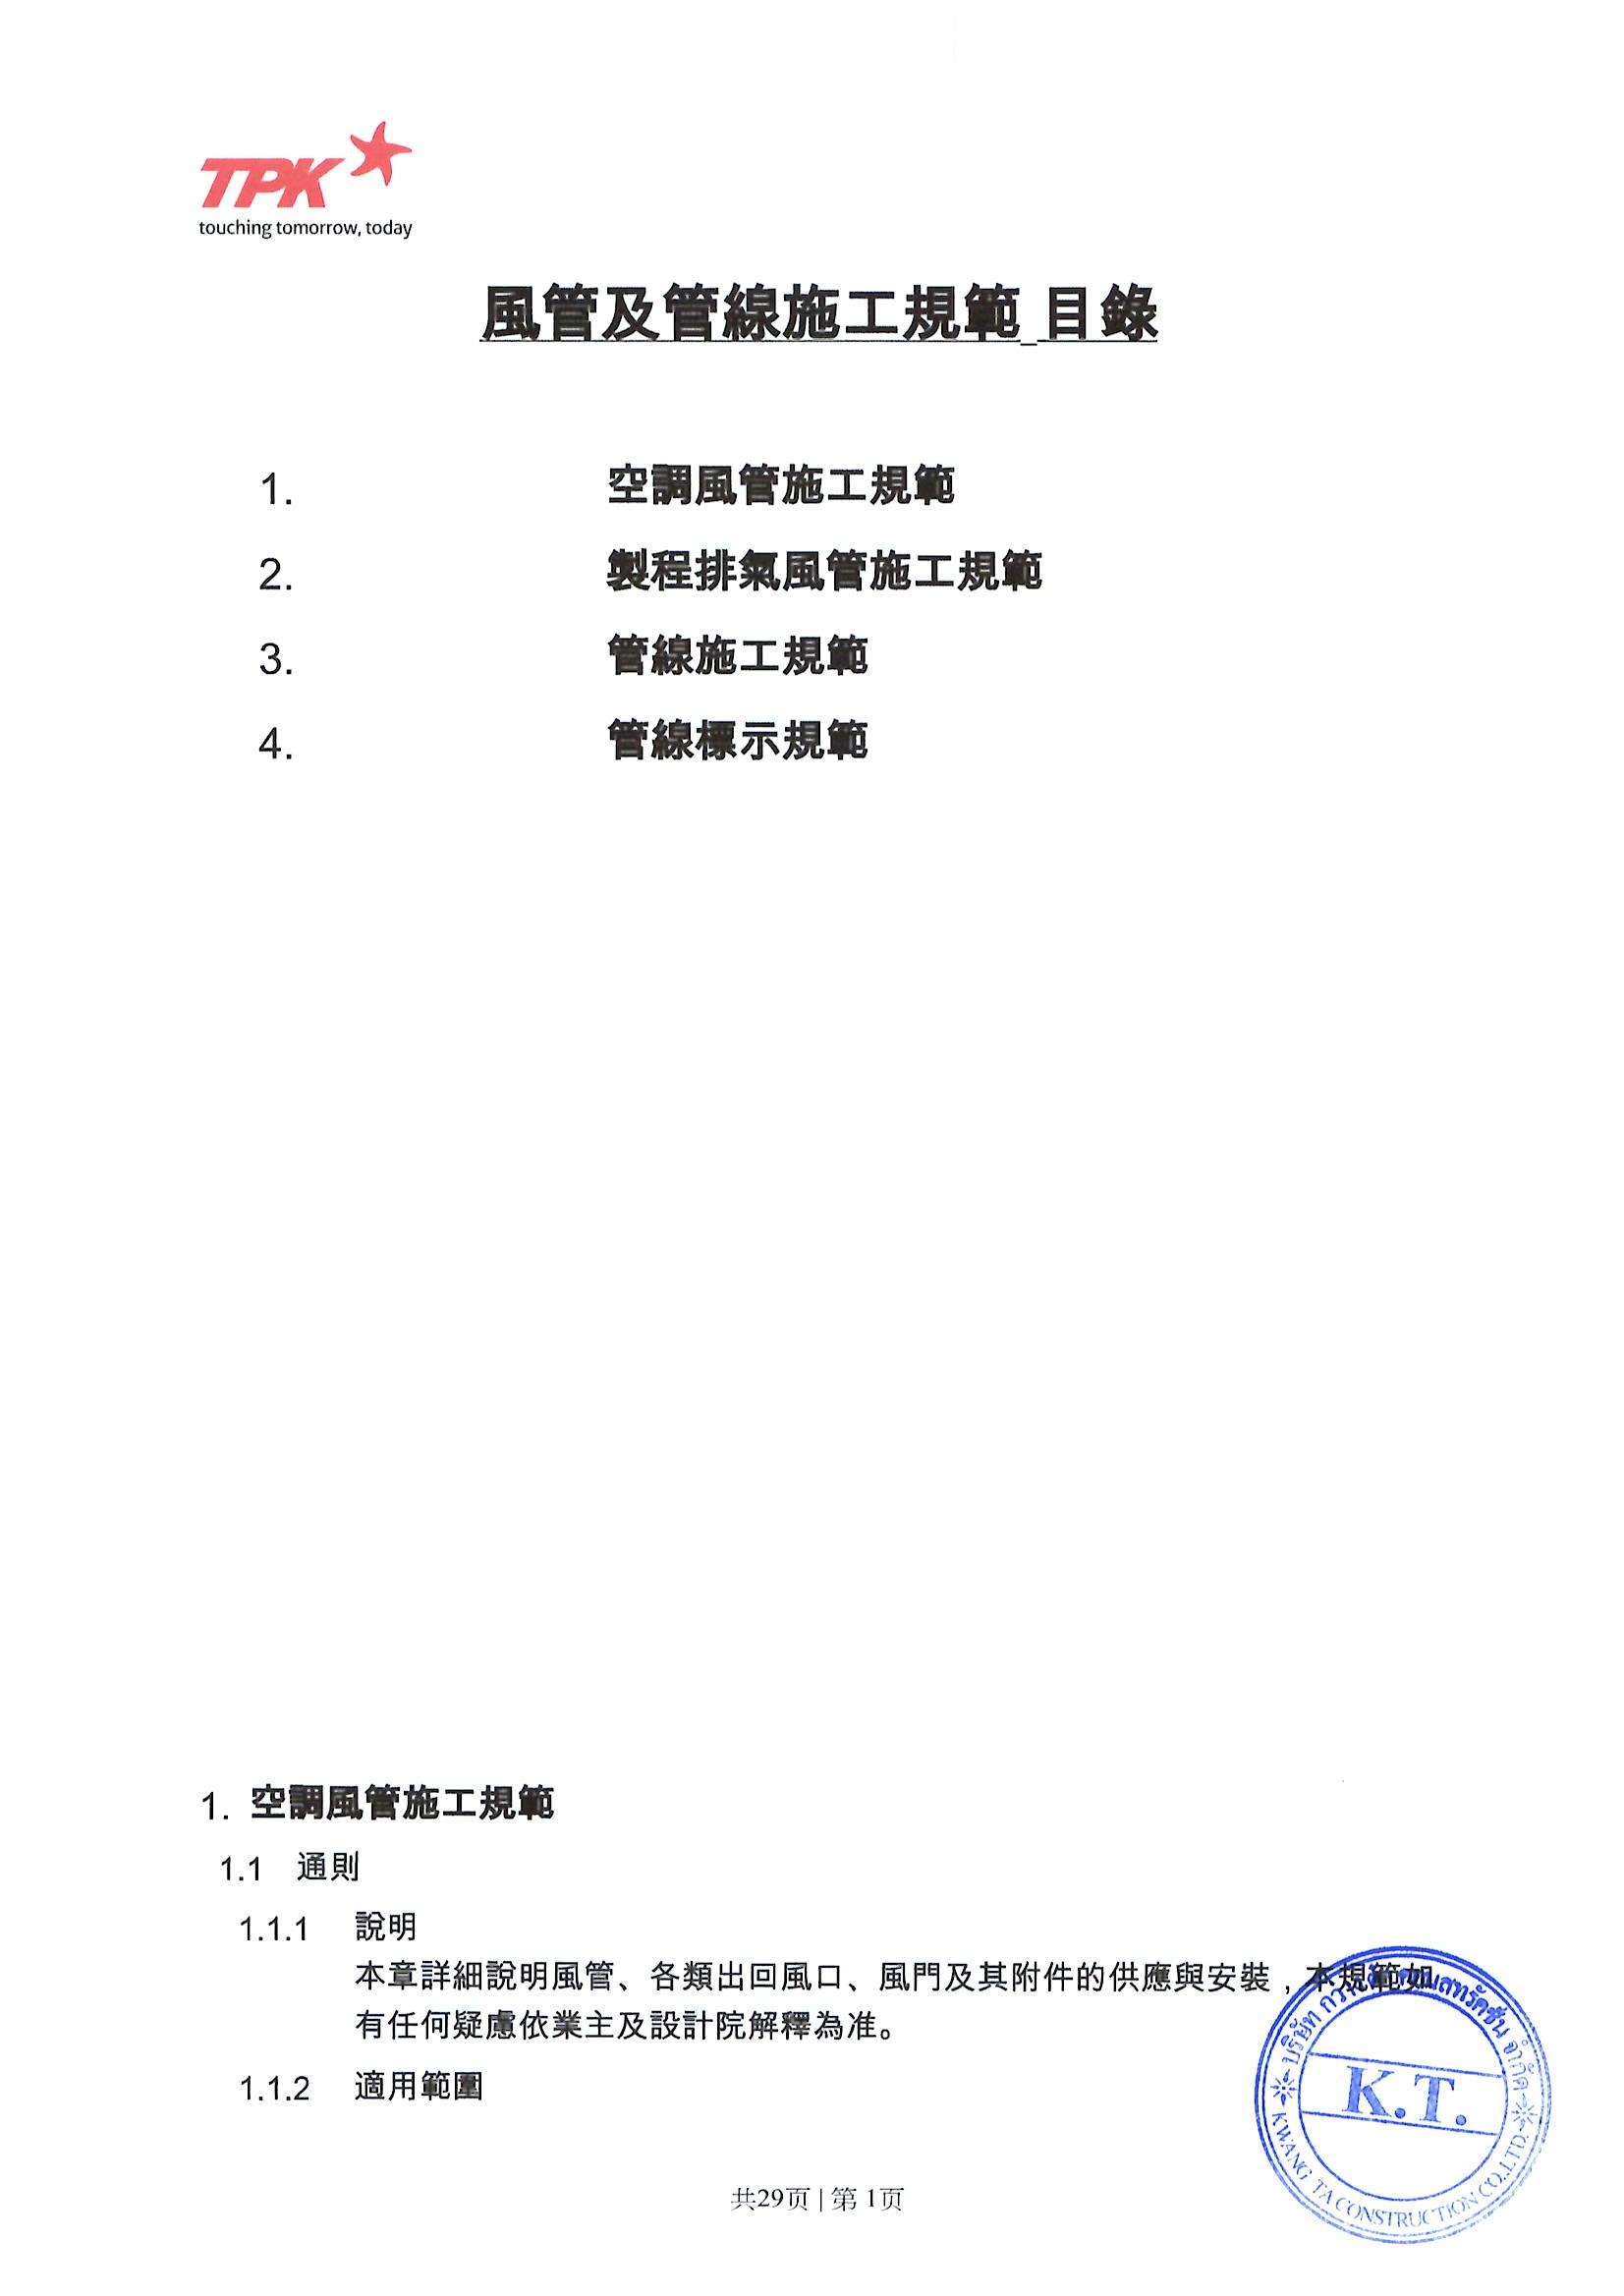 TPK
touching tomorrow, today
風管及管線施工規範_目錄
1. 空調風管施工規範
2. 製程排氣風管施工規範
3. 管線施工規範
4. 管線標示規範
1. 空調風管施工規範
1.1 通則
1.1.1 說明
本章詳細說明風管、各類出回風口、風門及其附件的供應與安裝，本規範如
有任何疑慮依業主及設計院解釋為准。
1.1.2 適用範圍
共29页 | 第 1页
บริษัท กวาง
สทรัคชั่น จำกัด
K.T.
KWANG TA CONSTRUCTION CO.,LTD.